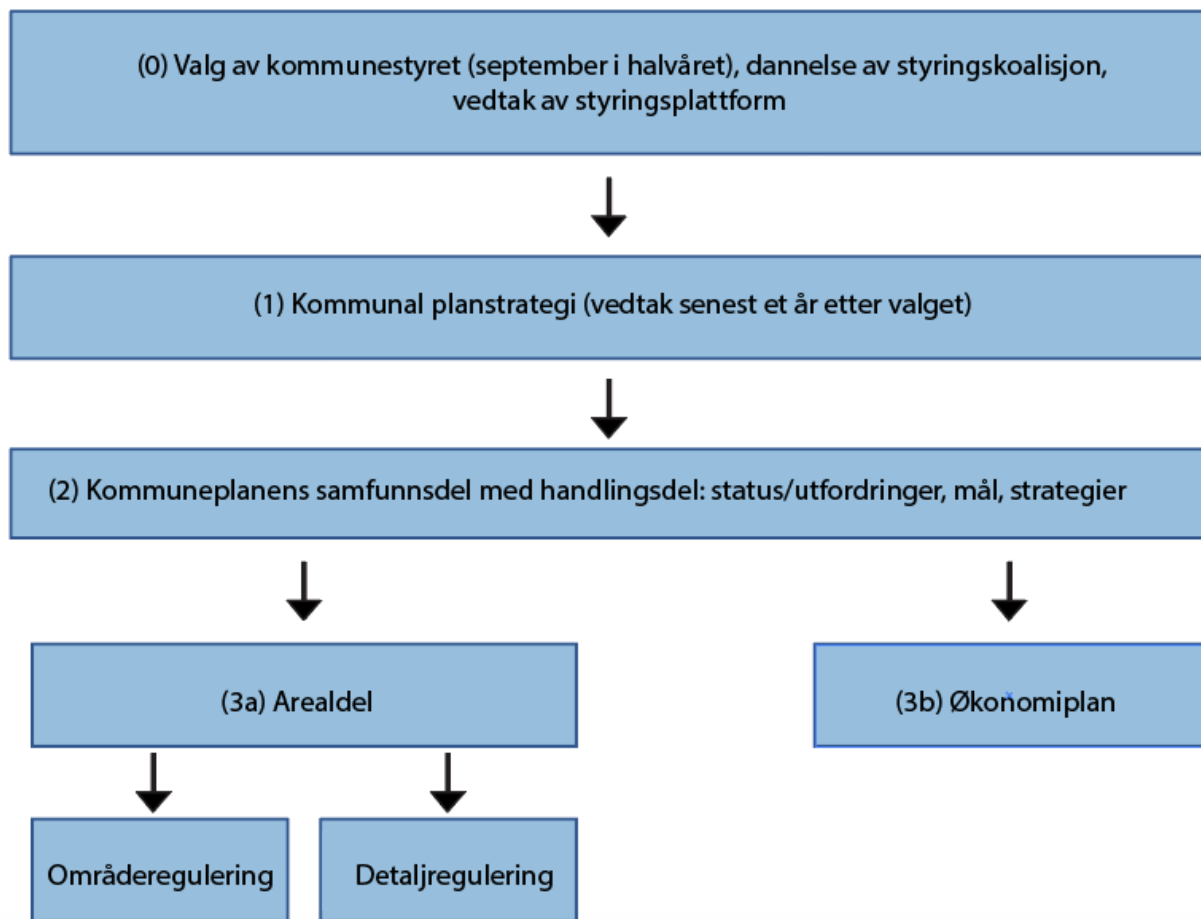 (0) Valg av kommunestyret (september i halvåret), dannelse av styringskoalisjon,
vedtak av styringsplattform
(1) Kommunal planstrategi (vedtak senest et år etter valget)
(2) Kommuneplanens samfunnsdel med handlingsdel: status/utfordringer, mål, strategier
(3a) Arealdel
(3b) Økonomiplan
Områderegulering
Detaljregulering